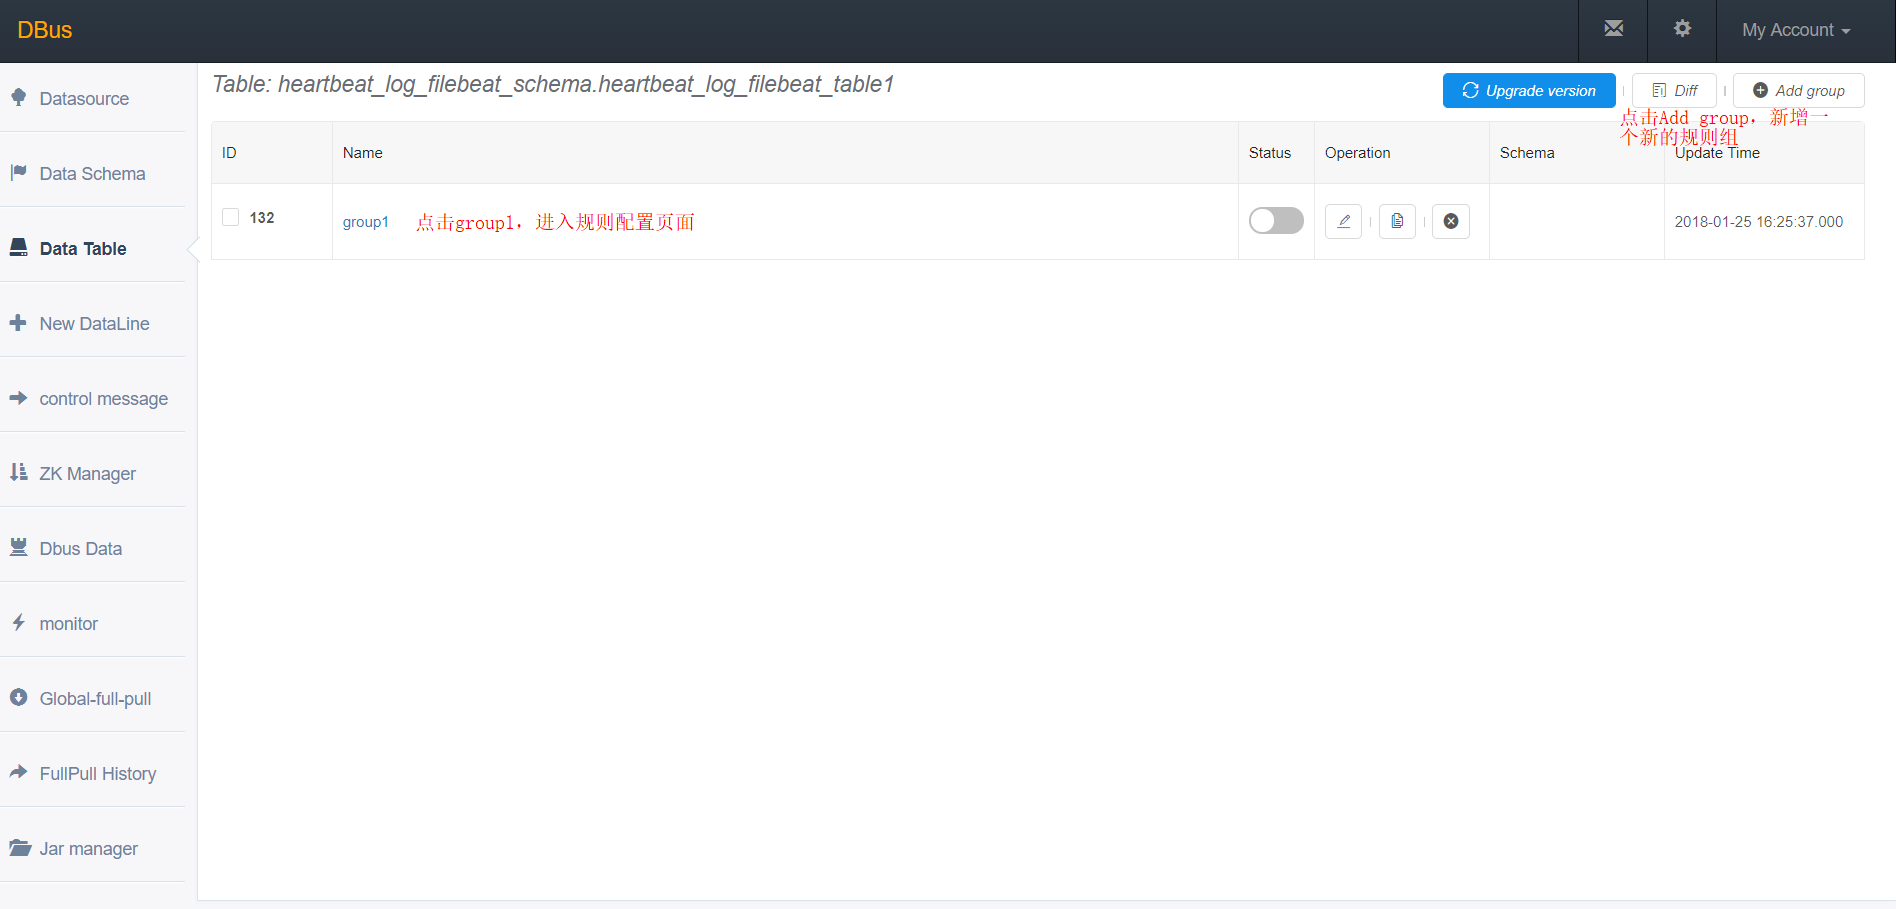 DBus
My Account
Datasource
Data Schema
Data Table
New DataLine
control message
ZK Manager
Dbus Data
monitor
Global-full-pull
FullPull History
Jar manager
Table: heartbeat_log_filebeat_schema.heartbeat_log_filebeat_table1
Upgrade version
Diff
Add group
点击Add group，新增一
个新的规则组
ID
Name
Status
Operation
Schema
Update Time
132
group1
点击group1，进入规则配置页面
2018-01-25 16:25:37.000